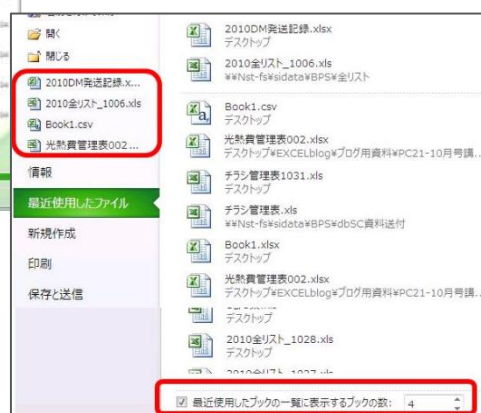 開く
閉じる
2010DM発送記録.x...
2010全リスト_1006.xls
Book1.csv
光熱費管理表002...
情報
最近使用したファイル
新規作成
印刷
保存と送信
2010DM発送記録.xlsx
デスクトップ
2010全リスト_1006.xls
¥¥Nst-fs¥sidata¥BPS¥全リスト
Book1.csv
デスクトップ
光熱費管理表002.xlsx
デスクトップ¥EXCELblog¥ブログ用資料¥PC21-10月号講...
チラシ管理表1031.xls
デスクトップ
チラシ管理表.xls
¥¥Nst-fs¥sidata¥BPS¥dbSC資料送付
Book1.xlsx
デスクトップ
光熱費管理表002.xlsx
デスクトップ¥EXCELblog¥ブログ用資料¥PC21-10月号講...
デスクトップ
2010全リスト_1028.xls
デスクトップ
最近使用したブックの一覧に表示するブックの数: 4